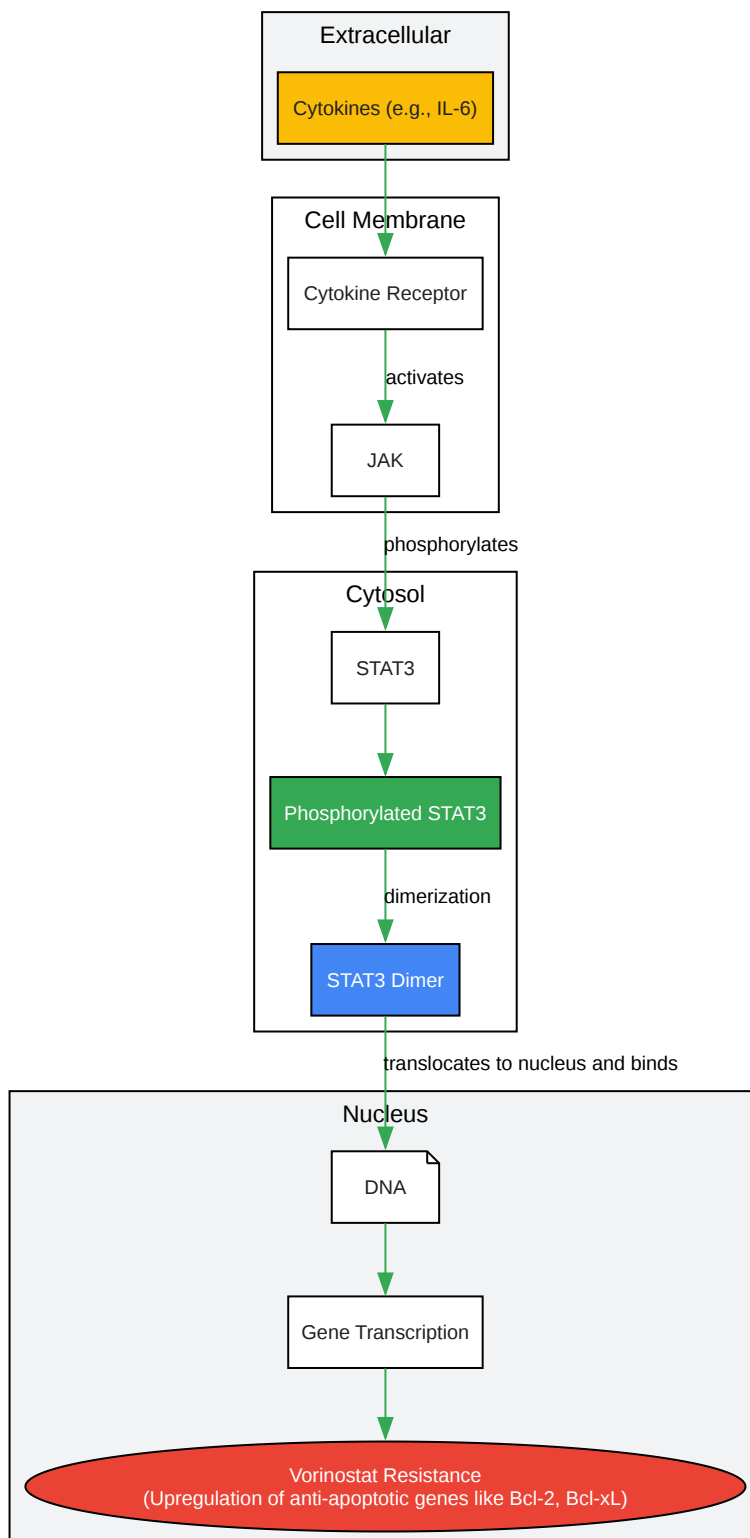 Extracellular
Cytokines (e.g., IL-6)
Cell Membrane
Cytokine Receptor
activates
JAK
phosphorylates
Cytosol
STAT3
Phosphorylated STAT3
dimerization
STAT3 Dimer
translocates to nucleus and binds
Nucleus
DNA
Gene Transcription
Vorinostat Resistance
(Upregulation of anti-apoptotic genes like Bcl-2, Bcl-xL)